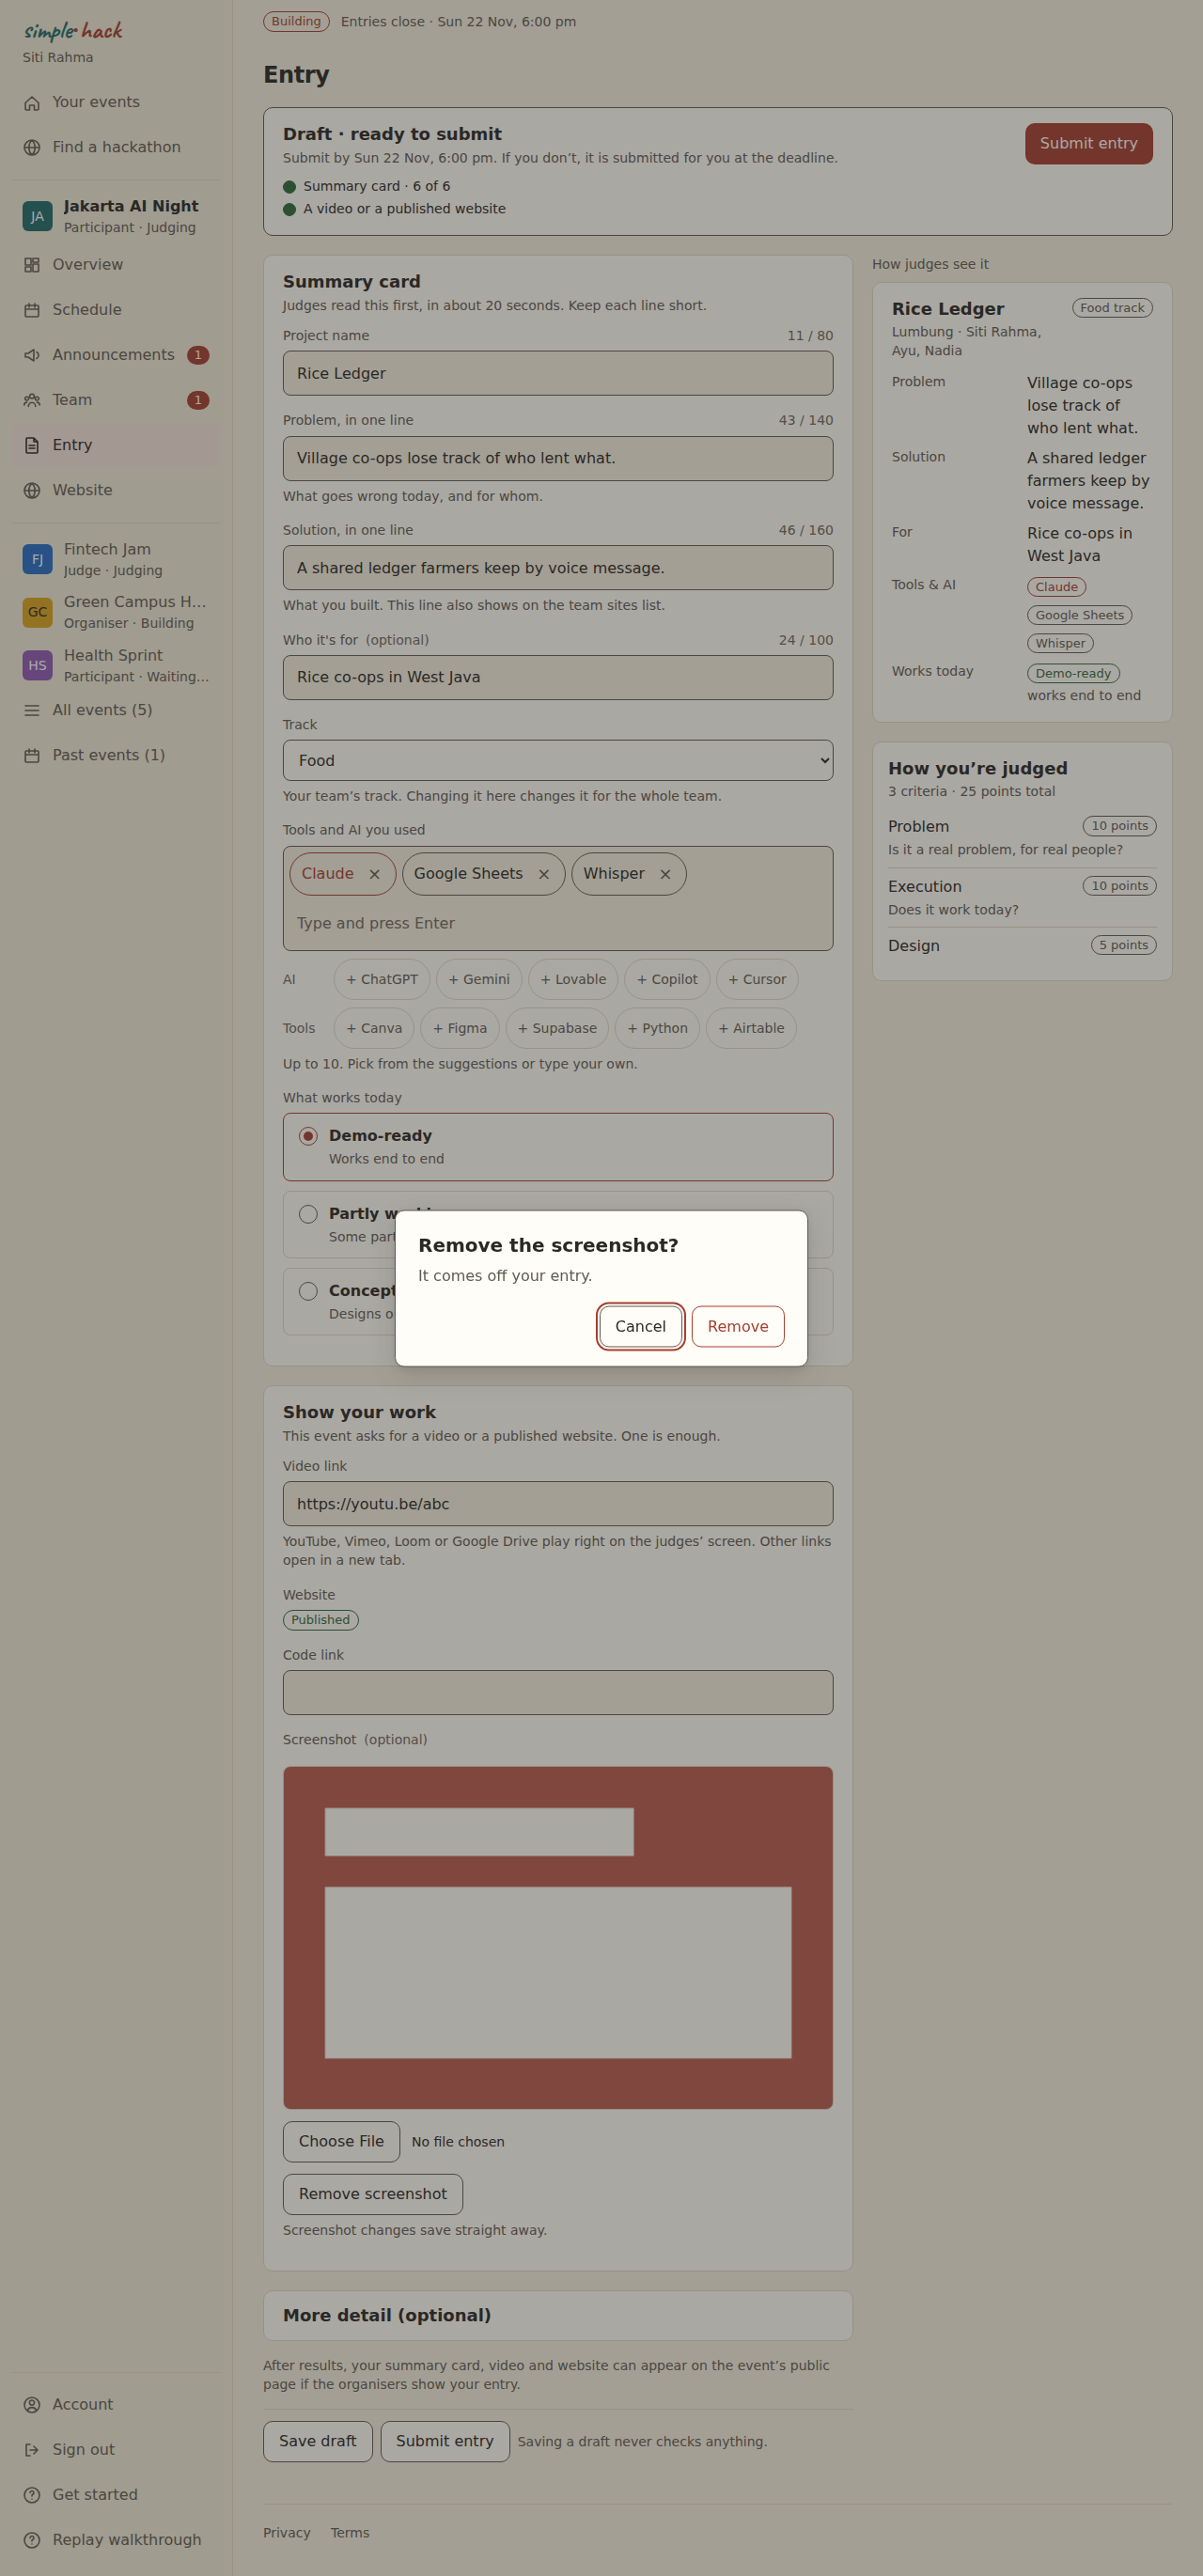 simple hack
Siti Rahma
Your events
Find a hackathon
JA
Jakarta AI Night
Participant · Judging
Overview
Schedule
Announcements 1
Team 1
Entry
Website
FJ
Fintech Jam
Judge · Judging
GC
Green Campus H...
Organiser · Building
HS
Health Sprint
Participant · Waiting...
All events (5)
Past events (1)
Account
Sign out
Get started
Replay walkthrough
Building Entries close · Sun 22 Nov, 6:00 pm
Entry
Draft · ready to submit
Submit by Sun 22 Nov, 6:00 pm. If you don’t, it is submitted for you at the deadline.
Summary card · 6 of 6
A video or a published website
Submit entry
Summary card
Judges read this first, in about 20 seconds. Keep each line short.
Project name 11 / 80
Rice Ledger
Problem, in one line 43 / 140
Village co-ops lose track of who lent what.
What goes wrong today, and for whom.
Solution, in one line 46 / 160
A shared ledger farmers keep by voice message.
What you built. This line also shows on the team sites list.
Who it's for (optional) 24 / 100
Rice co-ops in West Java
Track
Food
Your team’s track. Changing it here changes it for the whole team.
Tools and AI you used
Claude × Google Sheets × Whisper ×
Type and press Enter
AI + ChatGPT + Gemini + Lovable + Copilot + Cursor
Tools + Canva + Figma + Supabase + Python + Airtable
Up to 10. Pick from the suggestions or type your own.
What works today
Demo-ready
Works end to end
Partly
Some part
Concept
Designs o
Remove the screenshot?
It comes off your entry.
Cancel Remove
Show your work
This event asks for a video or a published website. One is enough.
Video link
https://youtu.be/abc
YouTube, Vimeo, Loom or Google Drive play right on the judges’ screen. Other links
open in a new tab.
Website
Published
Code link
Screenshot (optional)
Choose File No file chosen
Remove screenshot
Screenshot changes save straight away.
More detail (optional)
After results, your summary card, video and website can appear on the event’s public
page if the organisers show your entry.
Save draft Submit entry Saving a draft never checks anything.
Privacy Terms
How judges see it
Rice Ledger Food track
Lumbung · Siti Rahma,
Ayu, Nadia
Problem Village co-ops
lose track of
who lent what.
Solution A shared ledger
farmers keep by
voice message.
For Rice co-ops in
West Java
Tools & AI Claude
Google Sheets
Whisper
Works today Demo-ready
works end to end
How you’re judged
3 criteria · 25 points total
Problem 10 points
Is it a real problem, for real people?
Execution 10 points
Does it work today?
Design 5 points